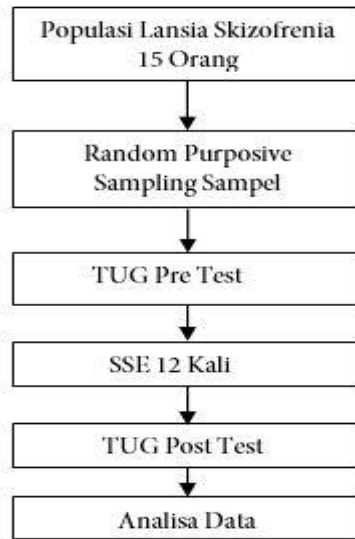 Populasi Lansia Skizofrenia
15 Orang
Random Purposive
Sampling Sampel
TUG Pre Test
SSE 12 Kali
TUG Post Test
Analisa Data